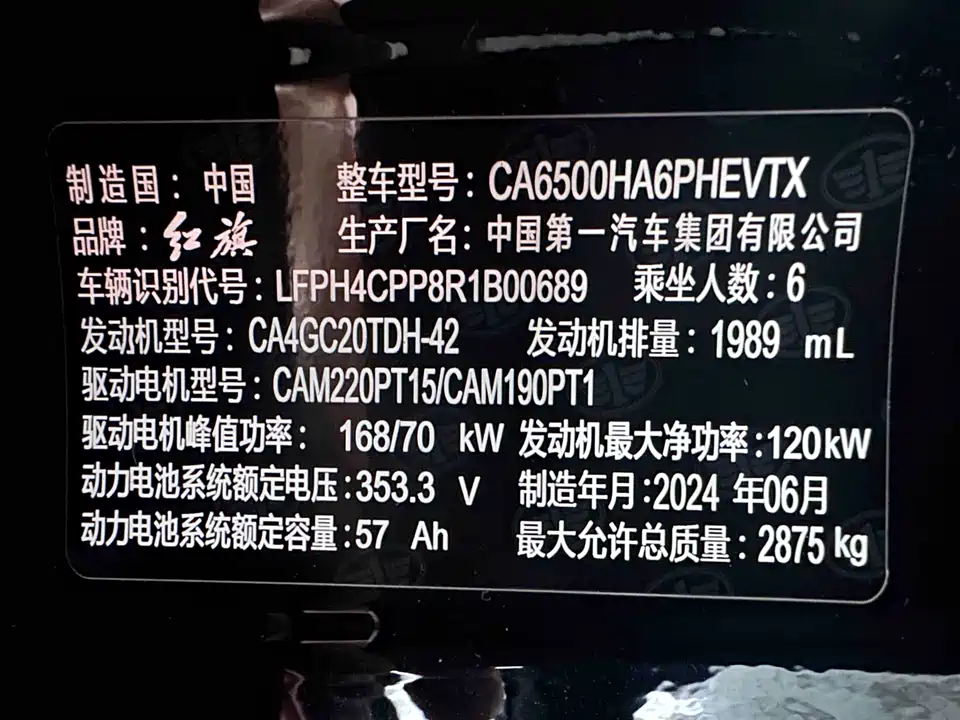 制造国：中国 整车型号：CA6500HA6PHEVTX
品牌：红旗 生产厂名：中国第一汽车集团有限公司
车辆识别代号：LFPH4CPP8R1B00689 乘坐人数：6
发动机型号：CA4GC20TDH-42 发动机排量：1989 mL
驱动电机型号：CAM220PT15/CAM190PT1
驱动电机峰值功率： 168/70 kW 发动机最大净功率：120kW
动力电池系统额定电压：353.3 V 制造年月：2024 年06月
动力电池系统额定容量：57 Ah 最大允许总质量：2875 kg